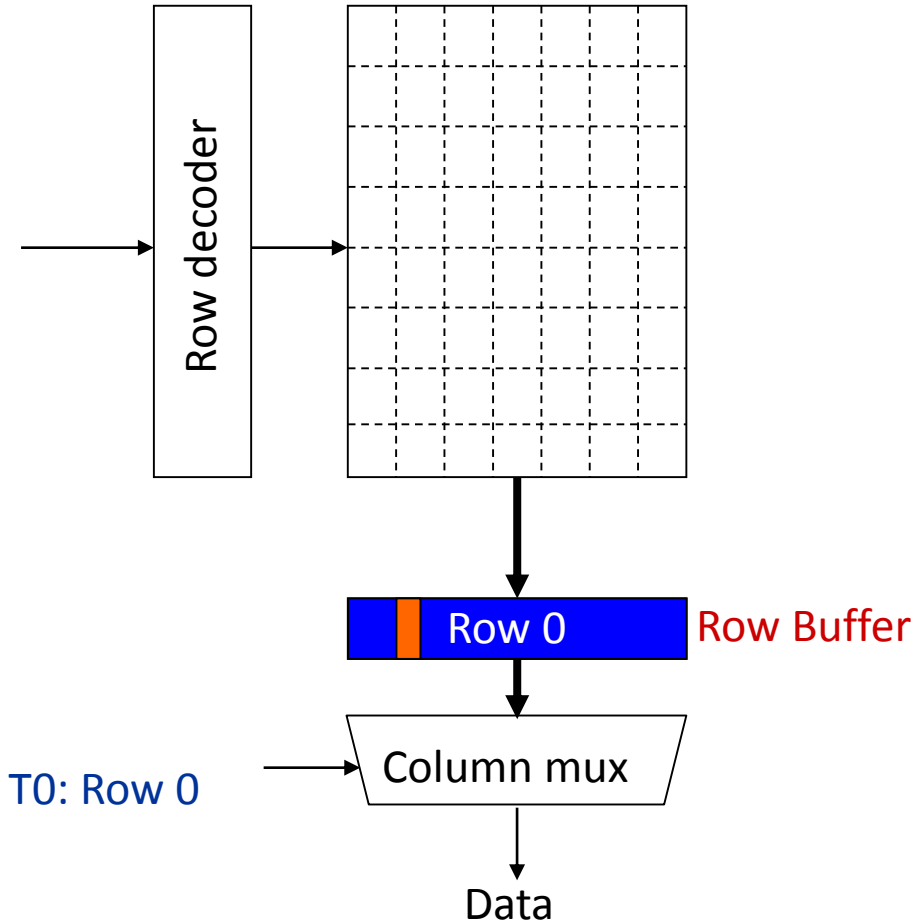 Row decoder
Row 0
Row Buffer
Column mux
T0: Row 0
Data